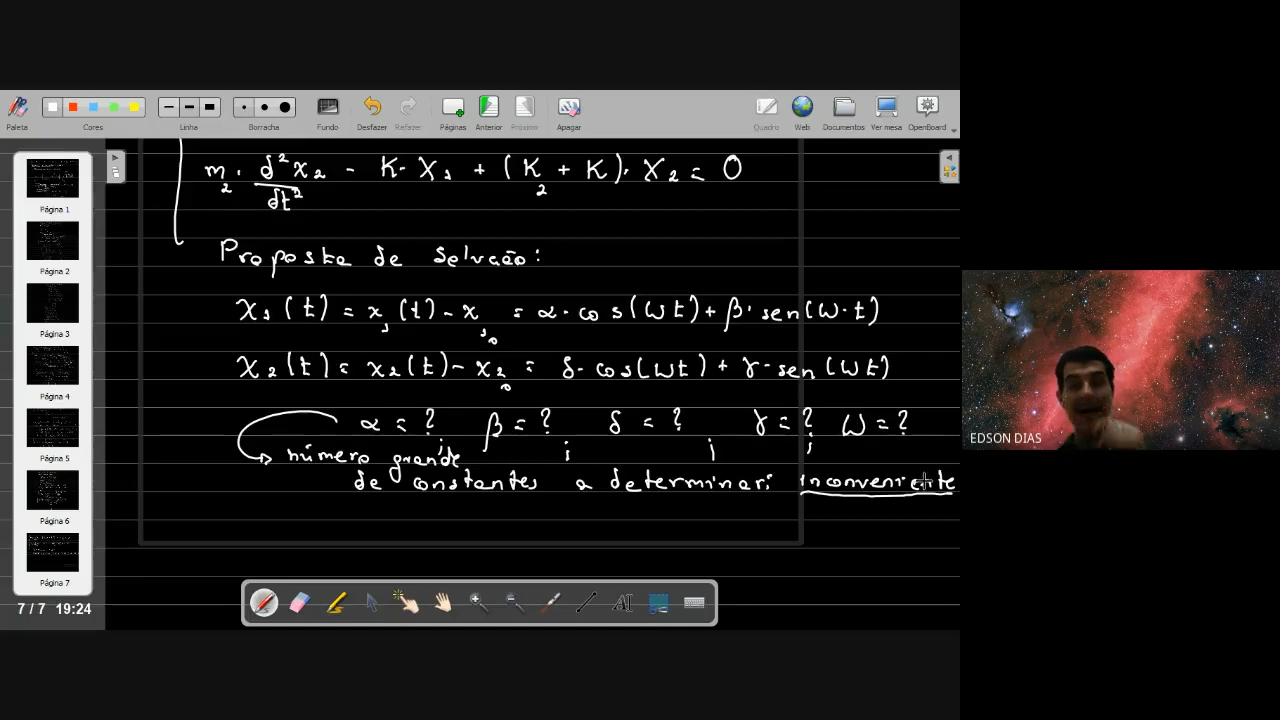 Paleta Cores Linha Borracha Fundo Desfazer Refazer Páginas Anterior Próximo Apagar Quadro Web Documentos Ver mesa OpenBoard
m₂ · d²x₂/dt² - K · X₁ + (K₂ + K) · X₂ = 0
Proposta de solução:
X₁(t) = x₁(t) - x₁₀ = α · cos(ωt) + β · sen(ω · t)
X₂(t) = x₂(t) - x₂₀ = δ · cos(ωt) + γ · sen(ωt)
α = ? ; β = ? ; δ = ? ; γ = ? ; ω = ?
número grande
de constantes a determinar: inconveniente
Página 1
Página 2
Página 3
Página 4
Página 5
Página 6
Página 7
7 / 7 19:24
EDSON DIAS